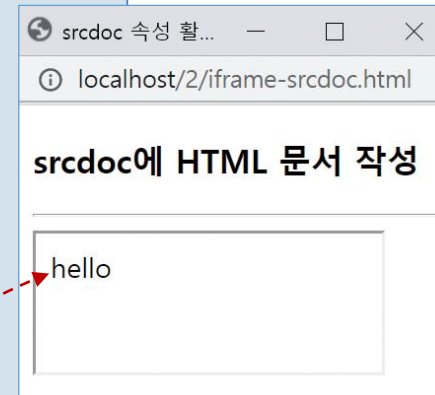 srcdoc 속성 활...
localhost/2/iframe-srcdoc.html
srcdoc에 HTML 문서 작성
hello